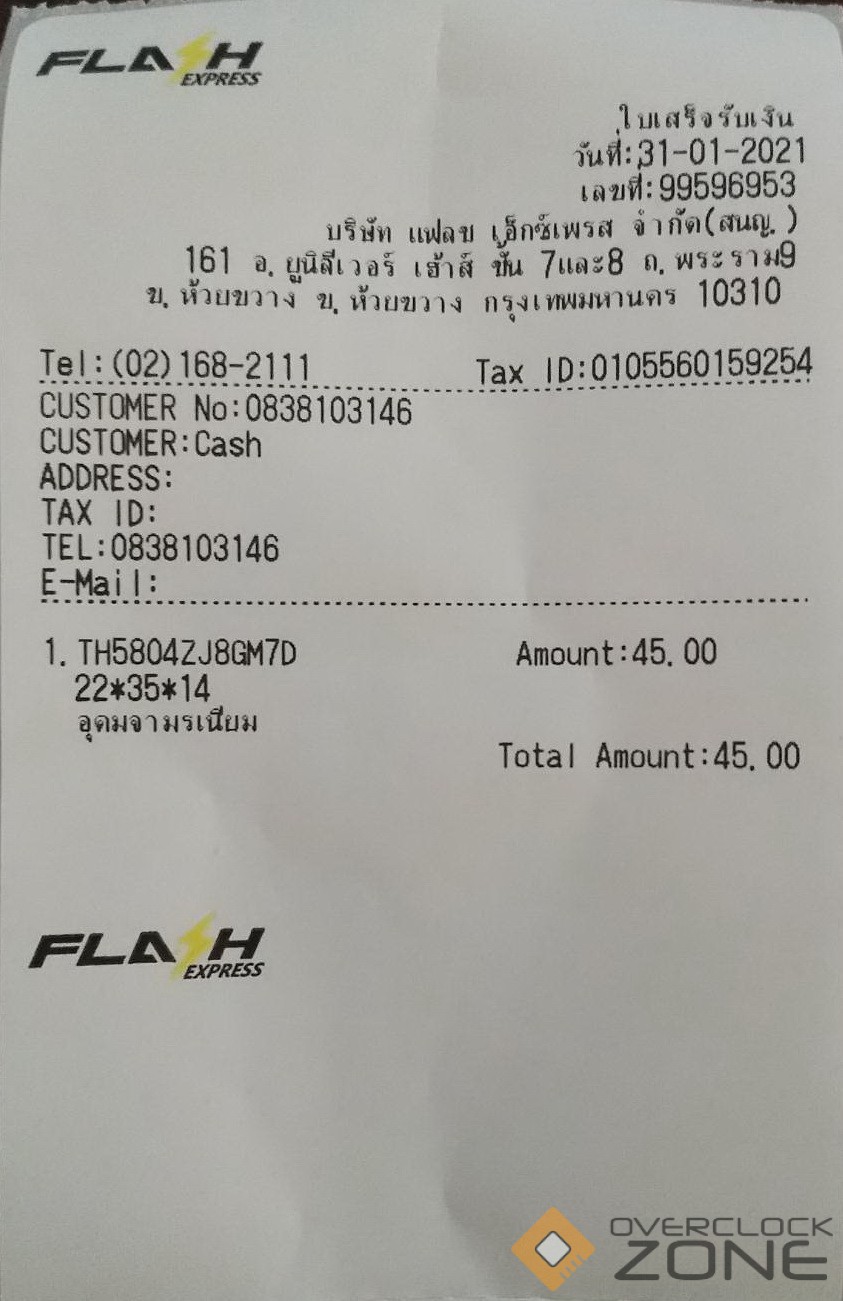 FLASH
EXPRESS
ใบเสร็จรับเงิน
วันที่:31-01-2021
เลขที่:99596953
บริษัท แฟลช เอ็กซ์เพรส จำกัด(สนญ.)
161 อ. ยูนิลีเวอร์ เฮ้าส์ ชั้น 7และ8 ถ. พระราม9
ข. ห้วยขวาง ข. ห้วยขวาง กรุงเทพมหานคร 10310
Tel:(02)168-2111 Tax ID:0105560159254
CUSTOMER No:0838103146
CUSTOMER:Cash
ADDRESS:
TAX ID:
TEL:0838103146
E-Mail:
1. TH5804ZJ8GM7D Amount:45.00
22*35*14
อุดมจามรเนียม
Total Amount:45.00
FLASH
EXPRESS
OVERCLOCK
ZONE